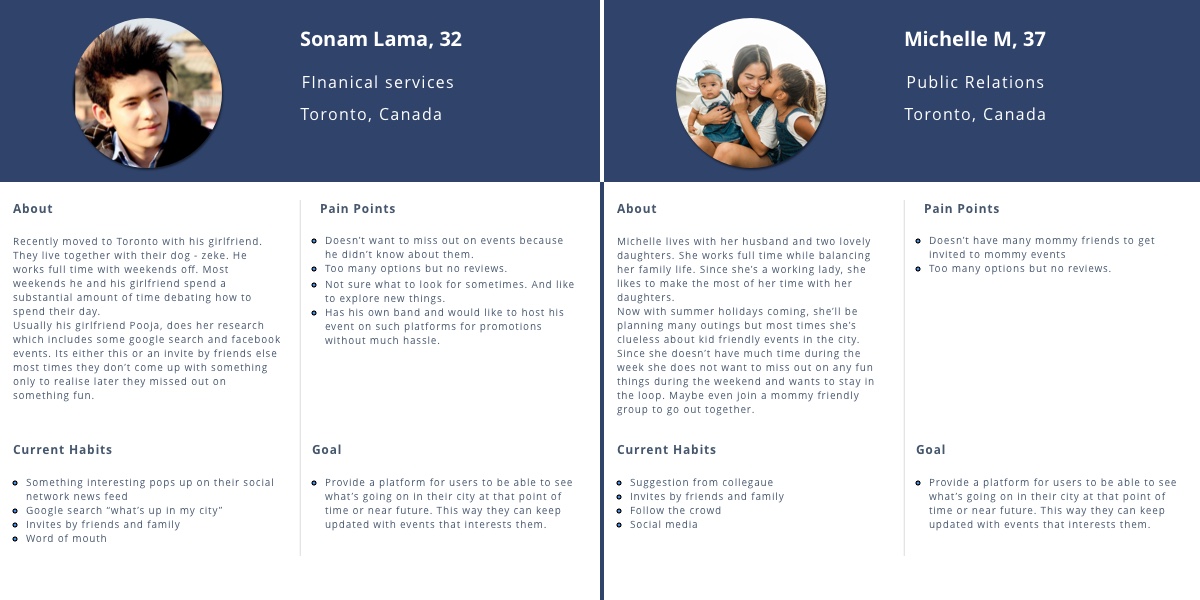 Sonam Lama, 32
FInanical services
Toronto, Canada
About
Recently moved to Toronto with his girlfriend.
They live together with their dog - zeke. He
works full time with weekends off. Most
weekends he and his girlfriend spend a
substantial amount of time debating how to
spend their day.
Usually his girlfriend Pooja, does her research
which includes some google search and facebook
events. Its either this or an invite by friends else
most times they don't come up with something
only to realise later they missed out on
something fun.
Pain Points
Doesn't want to miss out on events because
he didn't know about them.
Too many options but no reviews.
Not sure what to look for sometimes. And like
to explore new things.
Has his own band and would like to host his
event on such platforms for promotions
without much hassle.
Current Habits
Something interesting pops up on their social
network news feed
Google search “what's up in my city”
Invites by friends and family
Word of mouth
Goal
Provide a platform for users to be able to see
what's going on in their city at that point of
time or near future. This way they can keep
updated with events that interests them.
Michelle M, 37
Public Relations
Toronto, Canada
About
Michelle lives with her husband and two lovely
daughters. She works full time while balancing
her family life. Since she's a working lady, she
likes to make the most of her time with her
daughters.
Now with summer holidays coming, she'll be
planning many outings but most times she's
clueless about kid friendly events in the city.
Since she doesn't have much time during the
week she does not want to miss out on any fun
things during the weekend and wants to stay in
the loop. Maybe even join a mommy friendly
group to go out together.
Pain Points
Doesn't have many mommy friends to get
invited to mommy events
Too many options but no reviews.
Current Habits
Suggestion from collegaue
Invites by friends and family
Follow the crowd
Social media
Goal
Provide a platform for users to be able to see
what's going on in their city at that point of
time or near future. This way they can keep
updated with events that interests them.